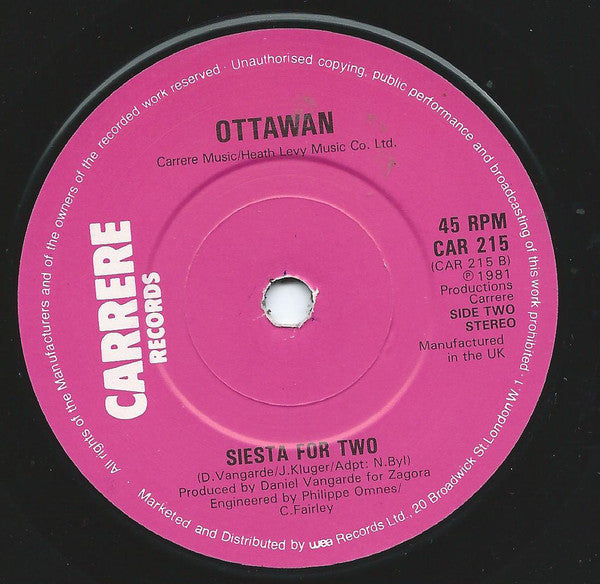 All rights of the Manufacturers and of the owners of the recorded work reserved · Unauthorised copying, public performance and broadcasting of this work prohibited
OTTAWAN
Carrere Music/Heath Levy Music Co. Ltd.
CARRERE
RECORDS
45 RPM
CAR 215
(CAR 215 B)
℗ 1981
Productions
Carrere
SIDE TWO
STEREO
Manufactured
in the UK
SIESTA FOR TWO
(D.Vangarde/J.Kluger/Adpt: N.Byl)
Produced by Daniel Vangarde for Zagora
Engineered by Philippe Omnes/
C.Fairley
Marketed and Distributed by wea Records Ltd., 20 Broadwick St. London W.1.